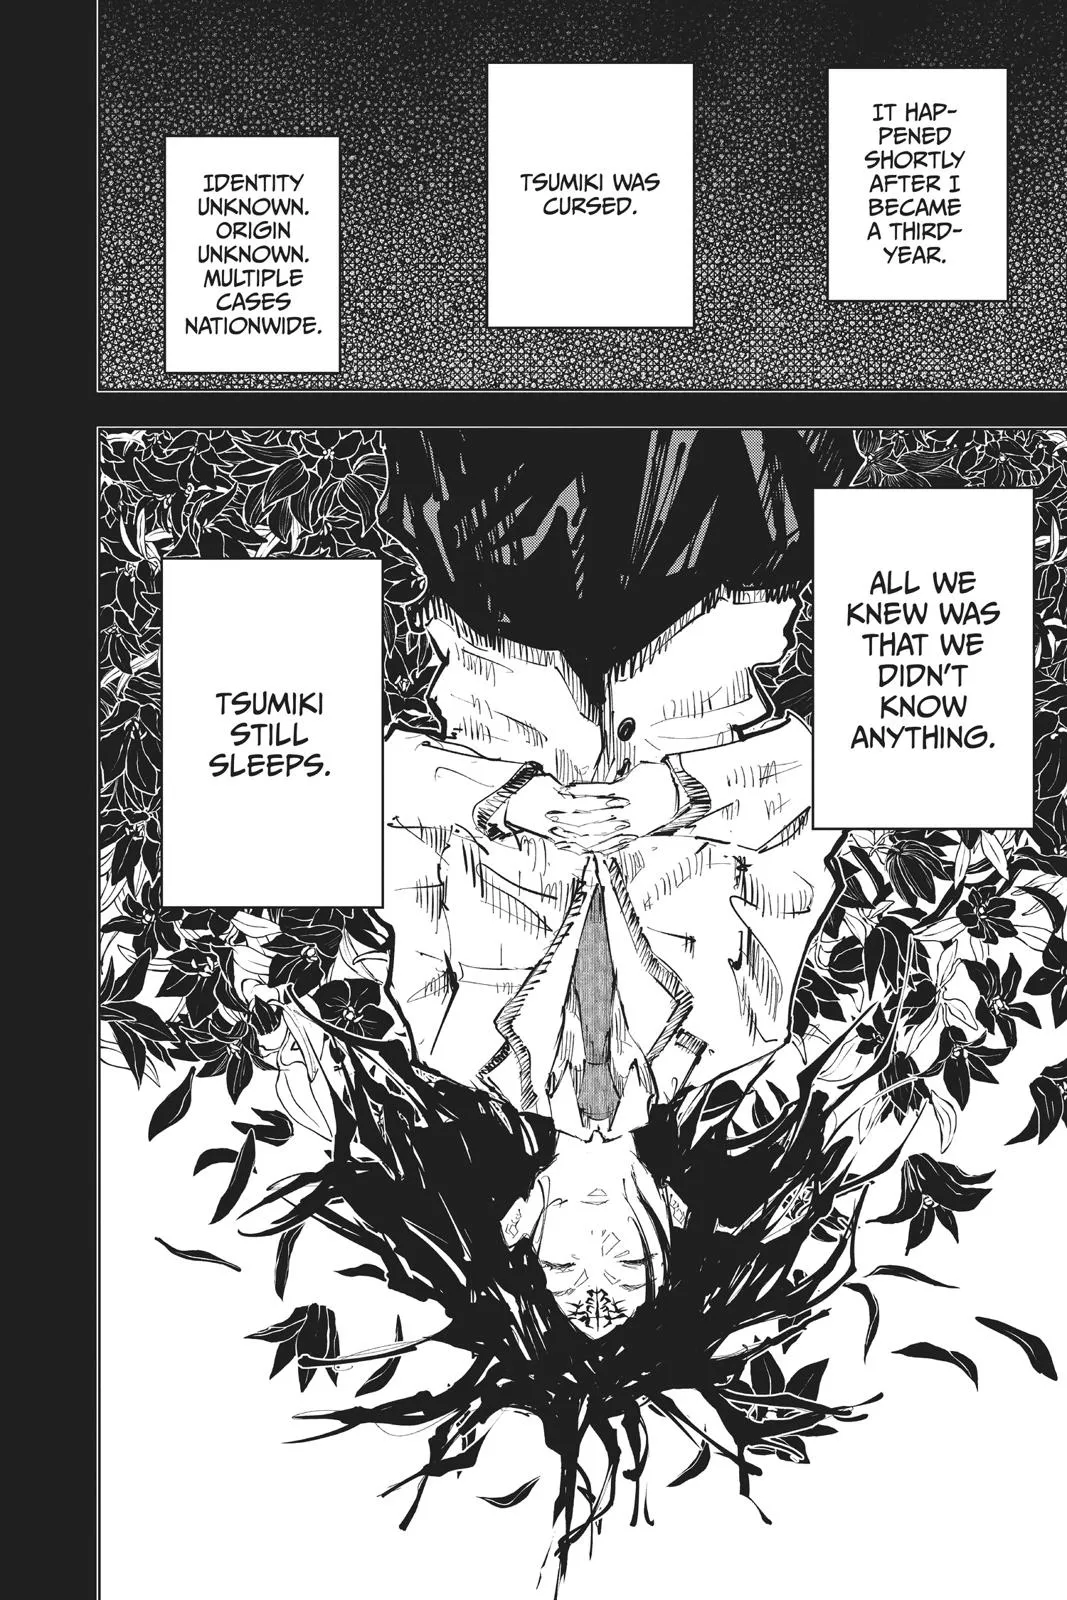 IT HAP-
PENED
SHORTLY
AFTER I
BECAME
A THIRD-
YEAR.
TSUMIKI WAS
CURSED.
IDENTITY
UNKNOWN.
ORIGIN
UNKNOWN.
MULTIPLE
CASES
NATIONWIDE.
ALL WE
KNEW WAS
THAT WE
DIDN'T
KNOW
ANYTHING.
TSUMIKI
STILL
SLEEPS.